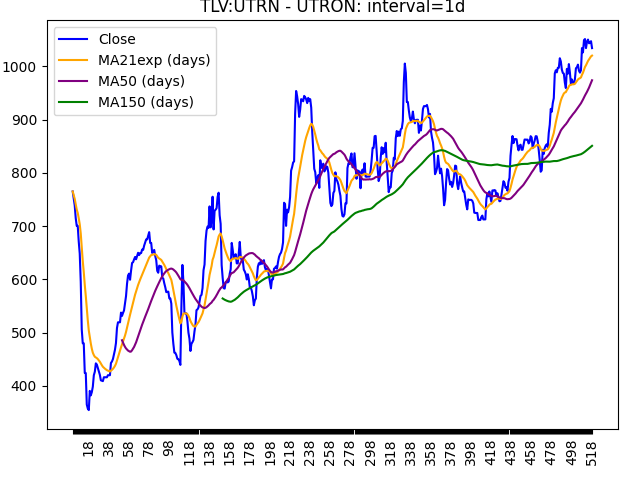 TLV:UTRN - UTRON: interval=1d
Close
MA21exp (days)
MA50 (days)
MA150 (days)
1000
900
800
700
600
500
400
18 38 58 78 98 118 138 158 178 198 218 238 258 278 298 318 338 358 378 398 418 438 458 478 498 518